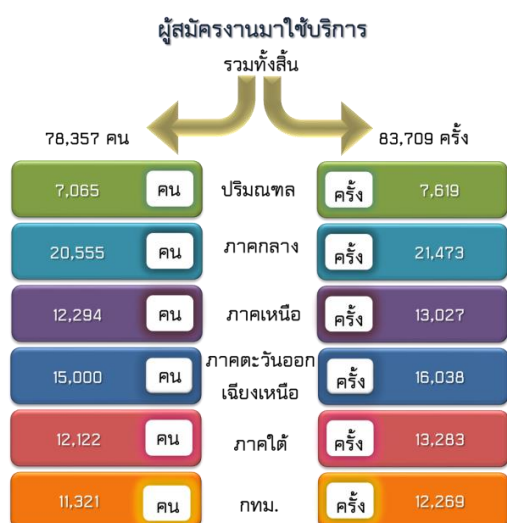 ผู้สมัครงานมาใช้บริการ
รวมทั้งสิ้น
78,357 คน 83,709 ครั้ง
7,065 คน ปริมณฑล ครั้ง 7,619
20,555 คน ภาคกลาง ครั้ง 21,473
12,294 คน ภาคเหนือ ครั้ง 13,027
15,000 คน ภาคตะวันออก
เฉียงเหนือ ครั้ง 16,038
12,122 คน ภาคใต้ ครั้ง 13,283
11,321 คน กทม. ครั้ง 12,269